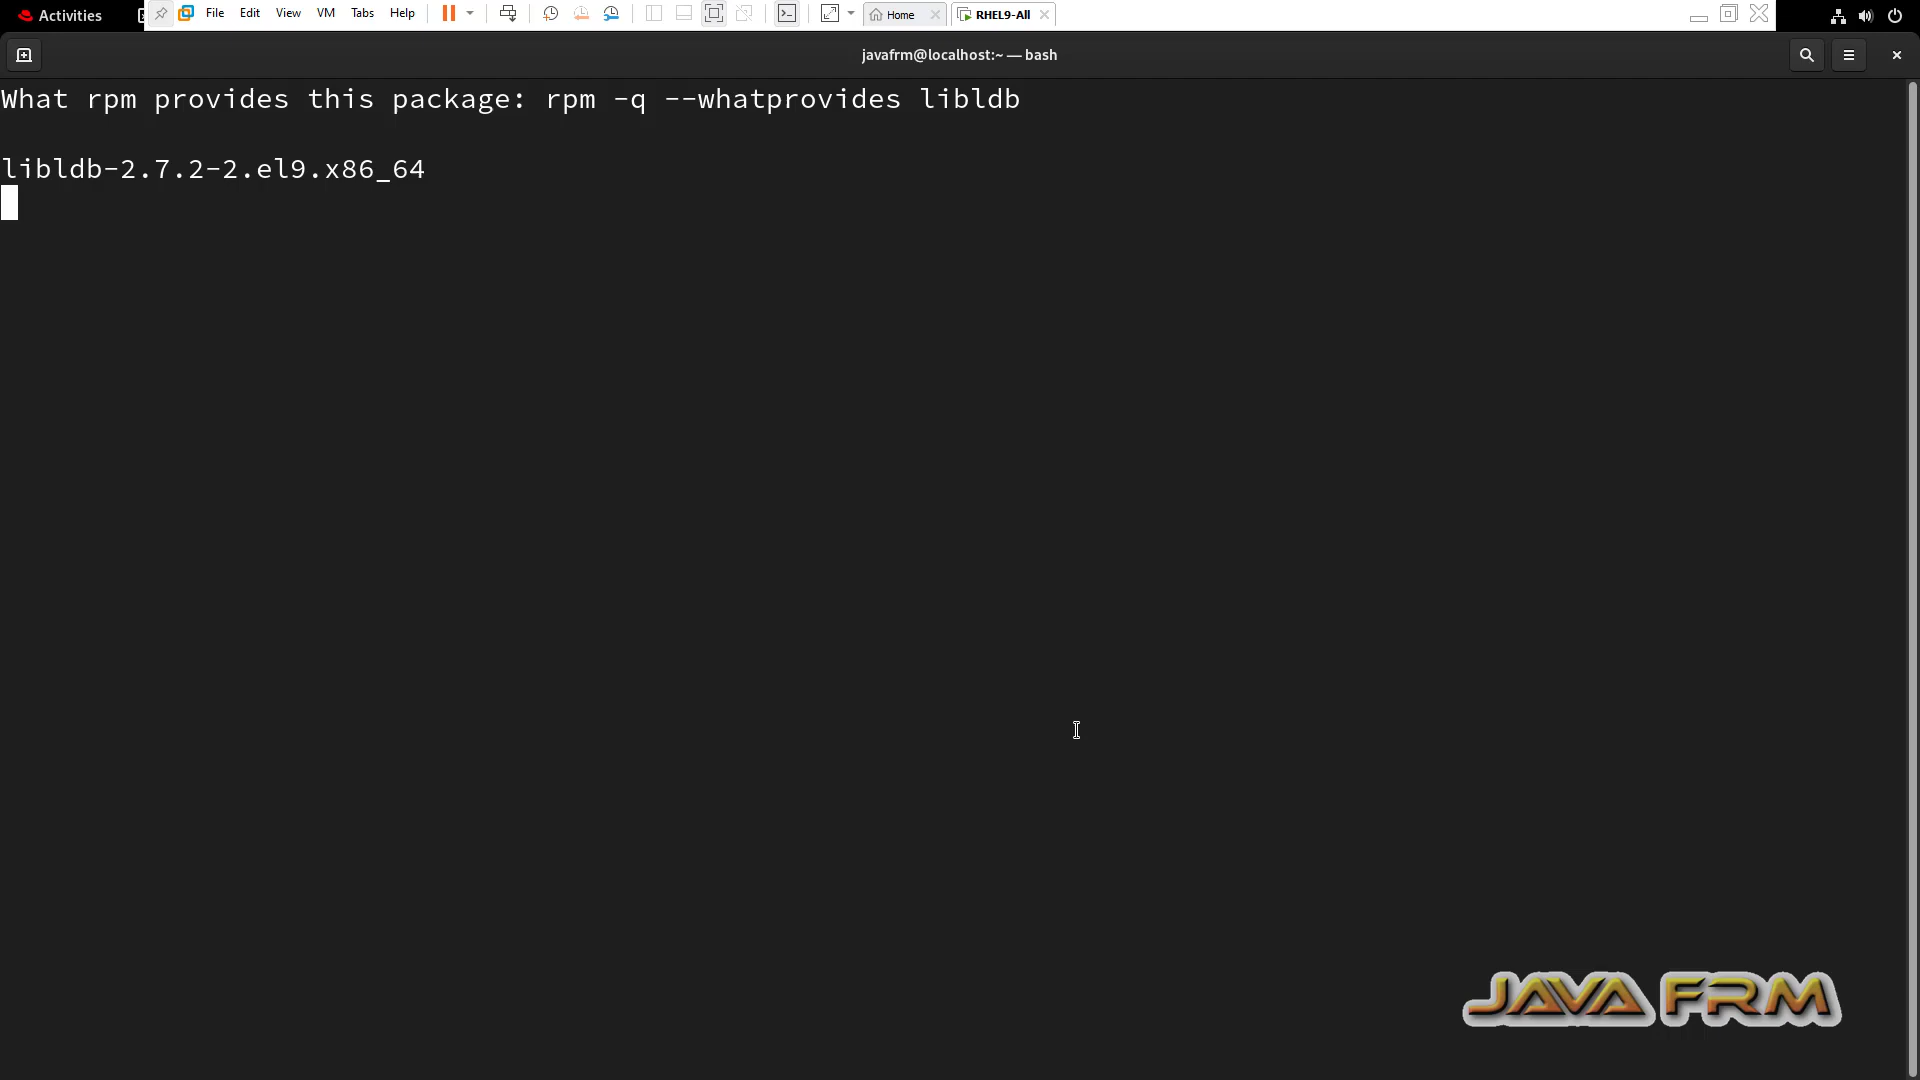 Activities
File Edit View VM Tabs Help Home RHEL9-All
javafrm@localhost:~ — bash
What rpm provides this package: rpm -q --whatprovides libldb
libldb-2.7.2-2.el9.x86_64
JAVA FRM